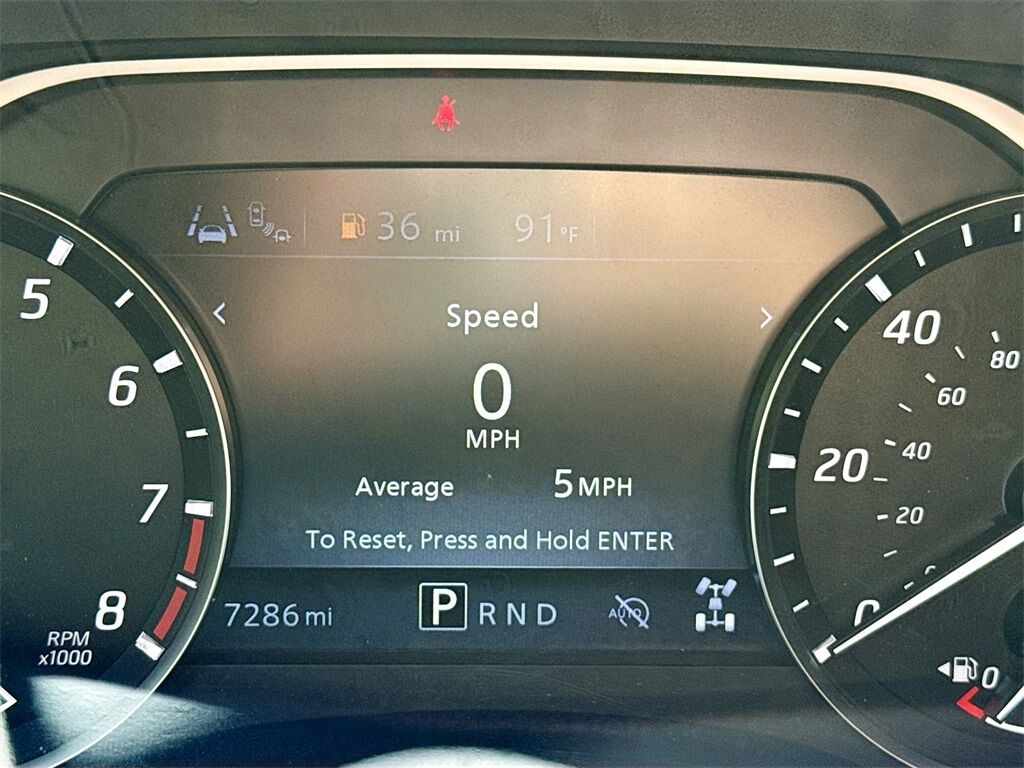 36 mi 91°F
< Speed >
0
MPH
Average 5 MPH
To Reset, Press and Hold ENTER
7286 mi P R N D AUTO
5
6
7
8
RPM
x1000
40
20
0
80
60
40
20
0